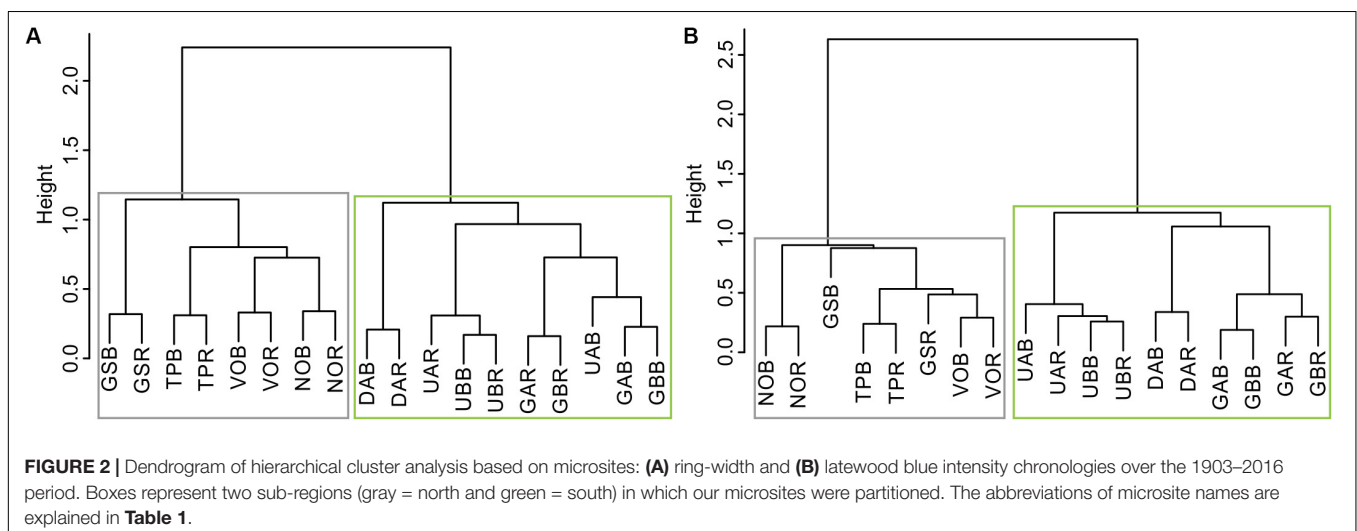 A
Height
0.0 0.5 1.0 1.5 2.0
GSB GSR TPB TPR VOB VOR NOB NOR DAB DAR UAR UBB UBR GAR GBR UAB GAB GBB
B
Height
0.0 0.5 1.0 1.5 2.0 2.5
NOB NOR GSB TPB TPR GSR VOB VOR UAB UAR UBB UBR DAB DAR GAB GBB GAR GBR
FIGURE 2 | Dendrogram of hierarchical cluster analysis based on microsites: (A) ring-width and (B) latewood blue intensity chronologies over the 1903–2016
period. Boxes represent two sub-regions (gray = north and green = south) in which our microsites were partitioned. The abbreviations of microsite names are
explained in Table 1.